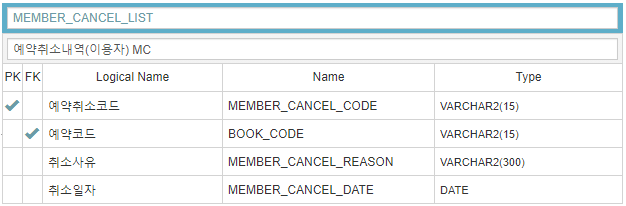 MEMBER_CANCEL_LIST
예약취소내역(이용자) MC
PK FK Logical Name Name Type
예약취소코드 MEMBER_CANCEL_CODE VARCHAR2(15)
예약코드 BOOK_CODE VARCHAR2(15)
취소사유 MEMBER_CANCEL_REASON VARCHAR2(300)
취소일자 MEMBER_CANCEL_DATE DATE